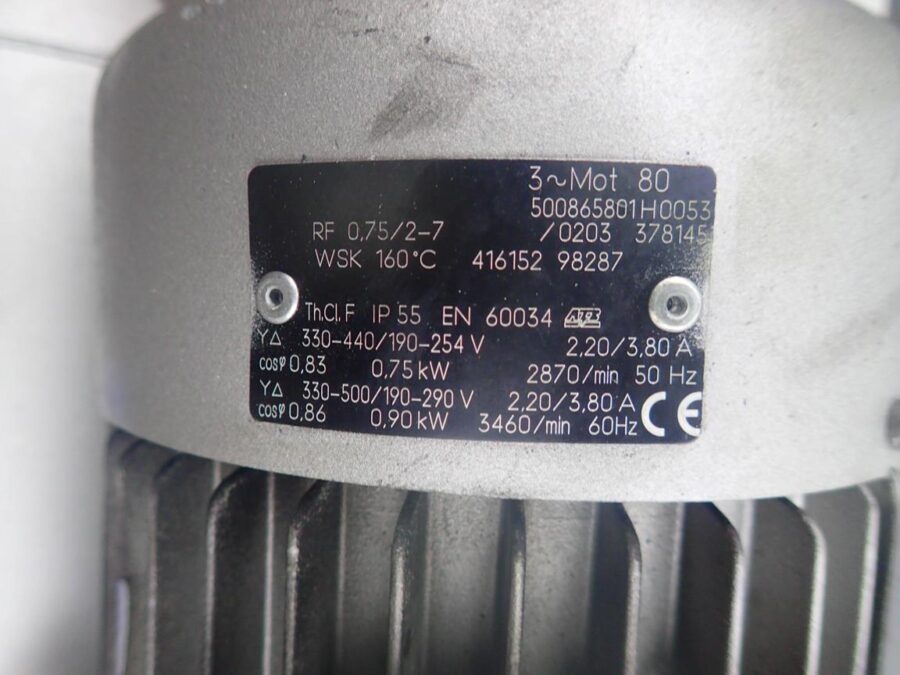 3~Mot 80
500865801H0053
RF 0,75/2-7 /0203 378145
WSK 160°C 416152 98287
Th.Cl. F IP 55 EN 60034
Y∆ 330-440/190-254 V 2,20/3,80 A
cosφ 0,83 0,75 kW 2870/min 50 Hz
Y∆ 330-500/190-290 V 2,20/3,80 A
cosφ 0,86 0,90 kW 3460/min 60Hz CE